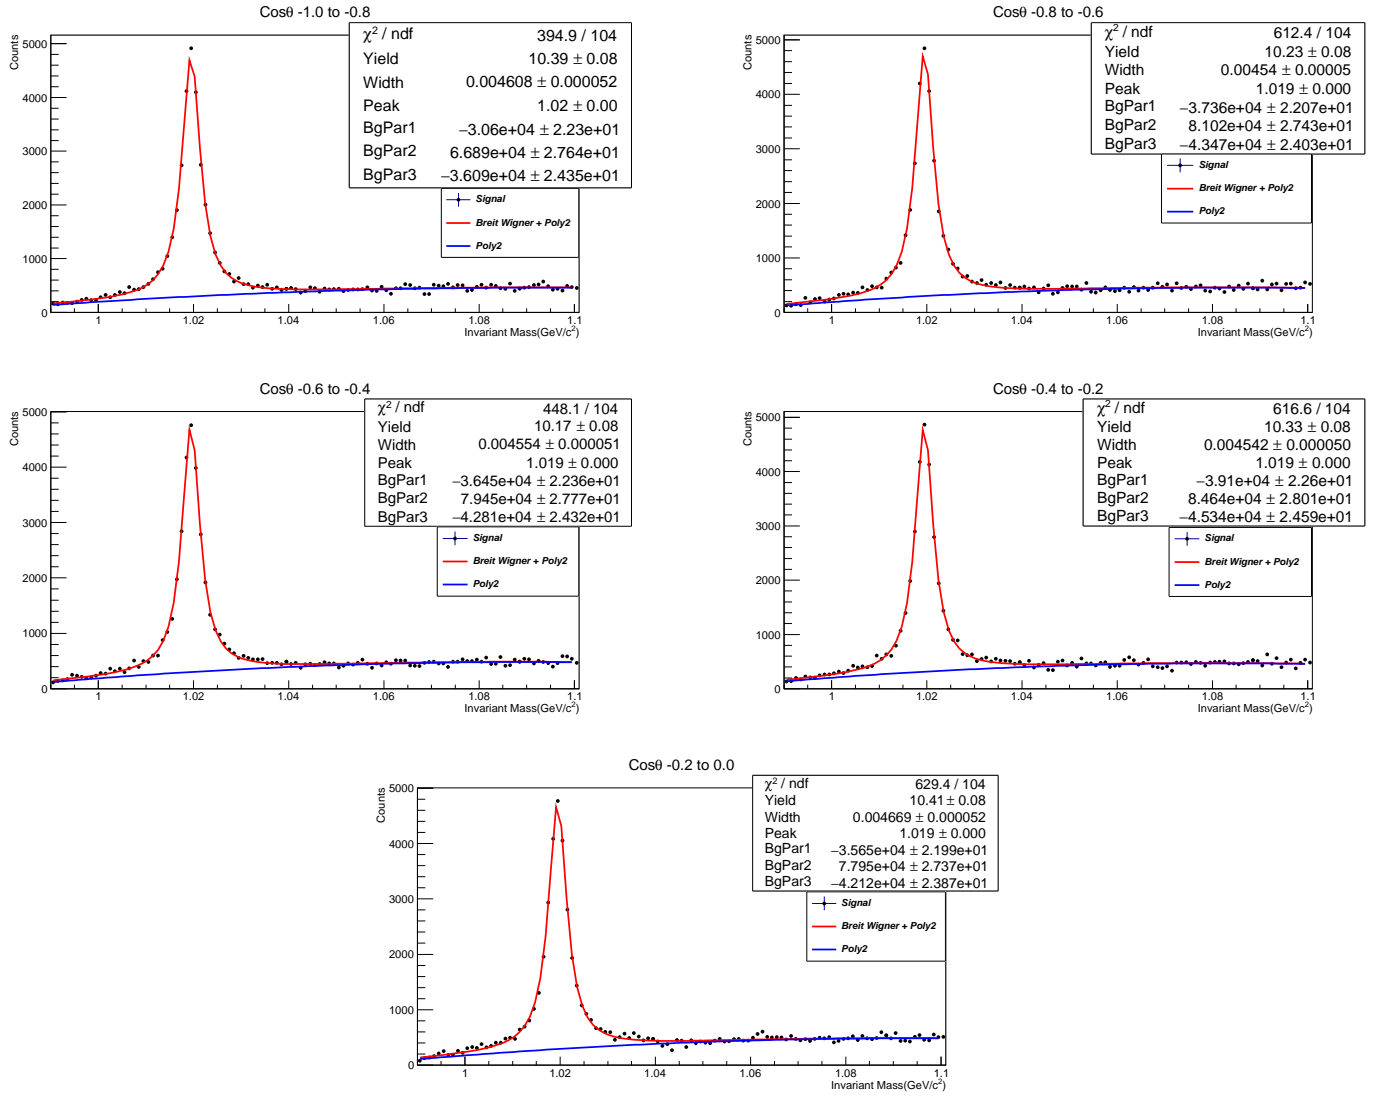 Cosθ -1.0 to -0.8
Counts
5000
4000
3000
2000
1000
0
1
1.02
1.04
1.06
1.08
1.1
Invariant Mass(GeV/c²)
χ² / ndf 394.9 / 104
Yield 10.39 ± 0.08
Width 0.004608 ± 0.000052
Peak 1.02 ± 0.00
BgPar1 −3.06e+04 ± 2.23e+01
BgPar2 6.689e+04 ± 2.764e+01
BgPar3 −3.609e+04 ± 2.435e+01
Signal
Breit Wigner + Poly2
Poly2
Cosθ -0.8 to -0.6
Counts
5000
4000
3000
2000
1000
0
1
1.02
1.04
1.06
1.08
1.1
Invariant Mass(GeV/c²)
χ² / ndf 612.4 / 104
Yield 10.23 ± 0.08
Width 0.00454 ± 0.00005
Peak 1.019 ± 0.000
BgPar1 −3.736e+04 ± 2.207e+01
BgPar2 8.102e+04 ± 2.743e+01
BgPar3 −4.347e+04 ± 2.403e+01
Signal
Breit Wigner + Poly2
Poly2
Cosθ -0.6 to -0.4
Counts
5000
4000
3000
2000
1000
0
1
1.02
1.04
1.06
1.08
1.1
Invariant Mass(GeV/c²)
χ² / ndf 448.1 / 104
Yield 10.17 ± 0.08
Width 0.004554 ± 0.000051
Peak 1.019 ± 0.000
BgPar1 −3.645e+04 ± 2.236e+01
BgPar2 7.945e+04 ± 2.777e+01
BgPar3 −4.281e+04 ± 2.432e+01
Signal
Breit Wigner + Poly2
Poly2
Cosθ -0.4 to -0.2
Counts
5000
4000
3000
2000
1000
0
1
1.02
1.04
1.06
1.08
1.1
Invariant Mass(GeV/c²)
χ² / ndf 616.6 / 104
Yield 10.33 ± 0.08
Width 0.004542 ± 0.000050
Peak 1.019 ± 0.000
BgPar1 −3.91e+04 ± 2.26e+01
BgPar2 8.464e+04 ± 2.801e+01
BgPar3 −4.534e+04 ± 2.459e+01
Signal
Breit Wigner + Poly2
Poly2
Cosθ -0.2 to 0.0
Counts
5000
4000
3000
2000
1000
0
1
1.02
1.04
1.06
1.08
1.1
Invariant Mass(GeV/c²)
χ² / ndf 629.4 / 104
Yield 10.41 ± 0.08
Width 0.004669 ± 0.000052
Peak 1.019 ± 0.000
BgPar1 −3.565e+04 ± 2.199e+01
BgPar2 7.795e+04 ± 2.737e+01
BgPar3 −4.212e+04 ± 2.387e+01
Signal
Breit Wigner + Poly2
Poly2